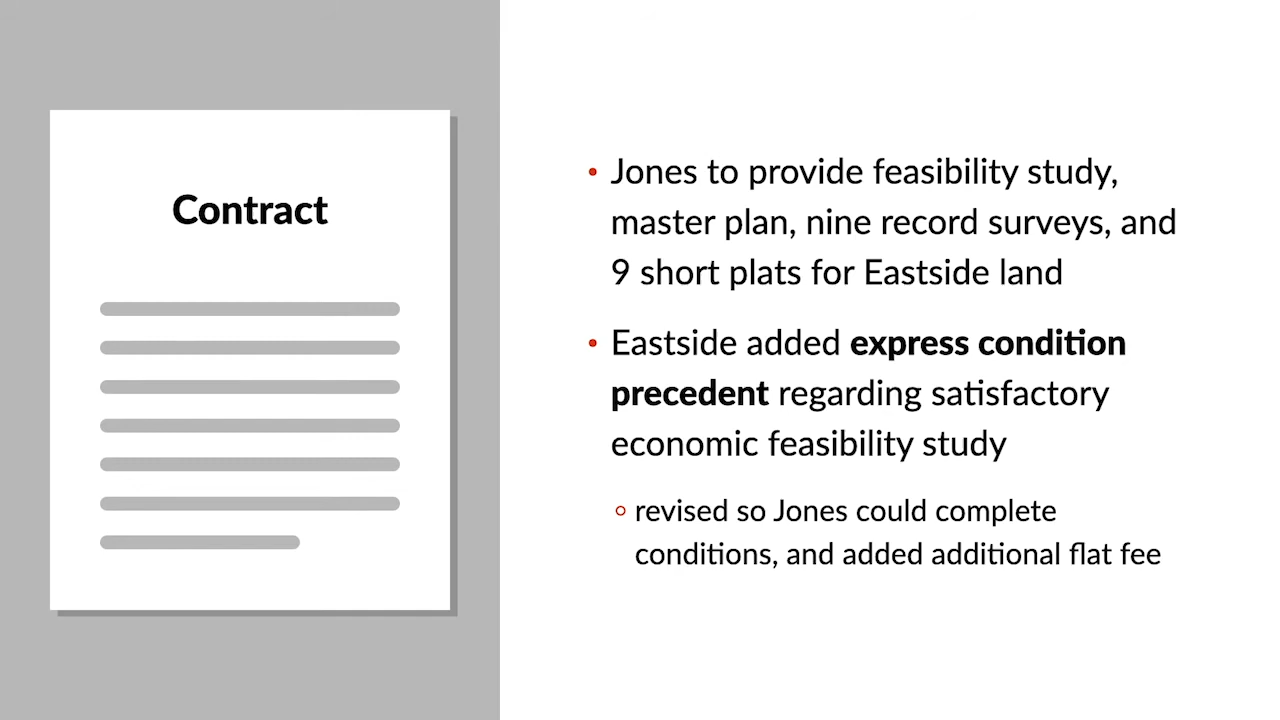 Contract
• Jones to provide feasibility study,
master plan, nine record surveys, and
9 short plats for Eastside land
• Eastside added express condition
precedent regarding satisfactory
economic feasibility study
○ revised so Jones could complete
conditions, and added additional flat fee